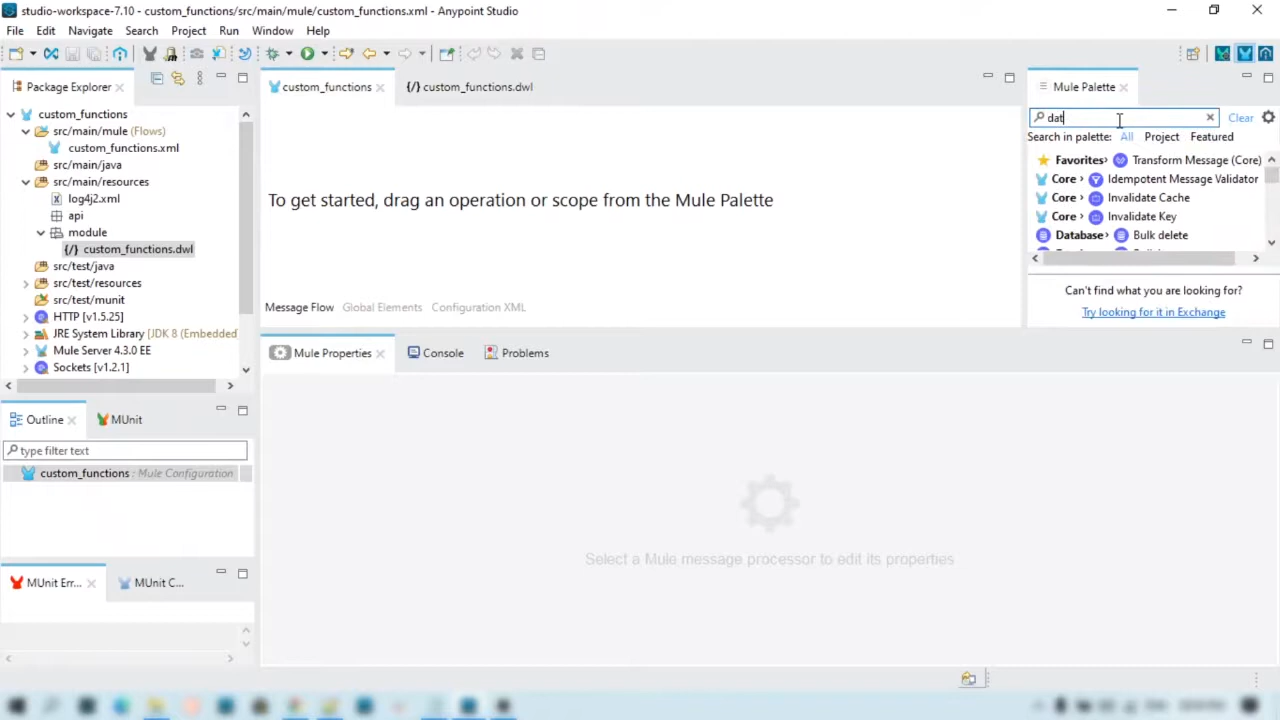 studio-workspace-7.10 - custom_functions/src/main/mule/custom_functions.xml - Anypoint Studio
File Edit Navigate Search Project Run Window Help
Package Explorer
custom_functions
src/main/mule (Flows)
custom_functions.xml
src/main/java
src/main/resources
log4j2.xml
api
module
{/} custom_functions.dwl
src/test/java
src/test/resources
src/test/munit
HTTP [v1.5.25]
JRE System Library [JDK 8 (Embedded
Mule Server 4.3.0 EE
Sockets [v1.2.1]
Outline MUnit
type filter text
custom_functions : Mule Configuration
MUnit Err... MUnit C...
custom_functions {/} custom_functions.dwl
To get started, drag an operation or scope from the Mule Palette
Message Flow Global Elements Configuration XML
Mule Properties Console Problems
Select a Mule message processor to edit its properties
Mule Palette
dat Clear
Search in palette: All Project Featured
Favorites> Transform Message (Core)
Core > Idempotent Message Validator
Core > Invalidate Cache
Core > Invalidate Key
Database> Bulk delete
Can't find what you are looking for?
Try looking for it in Exchange